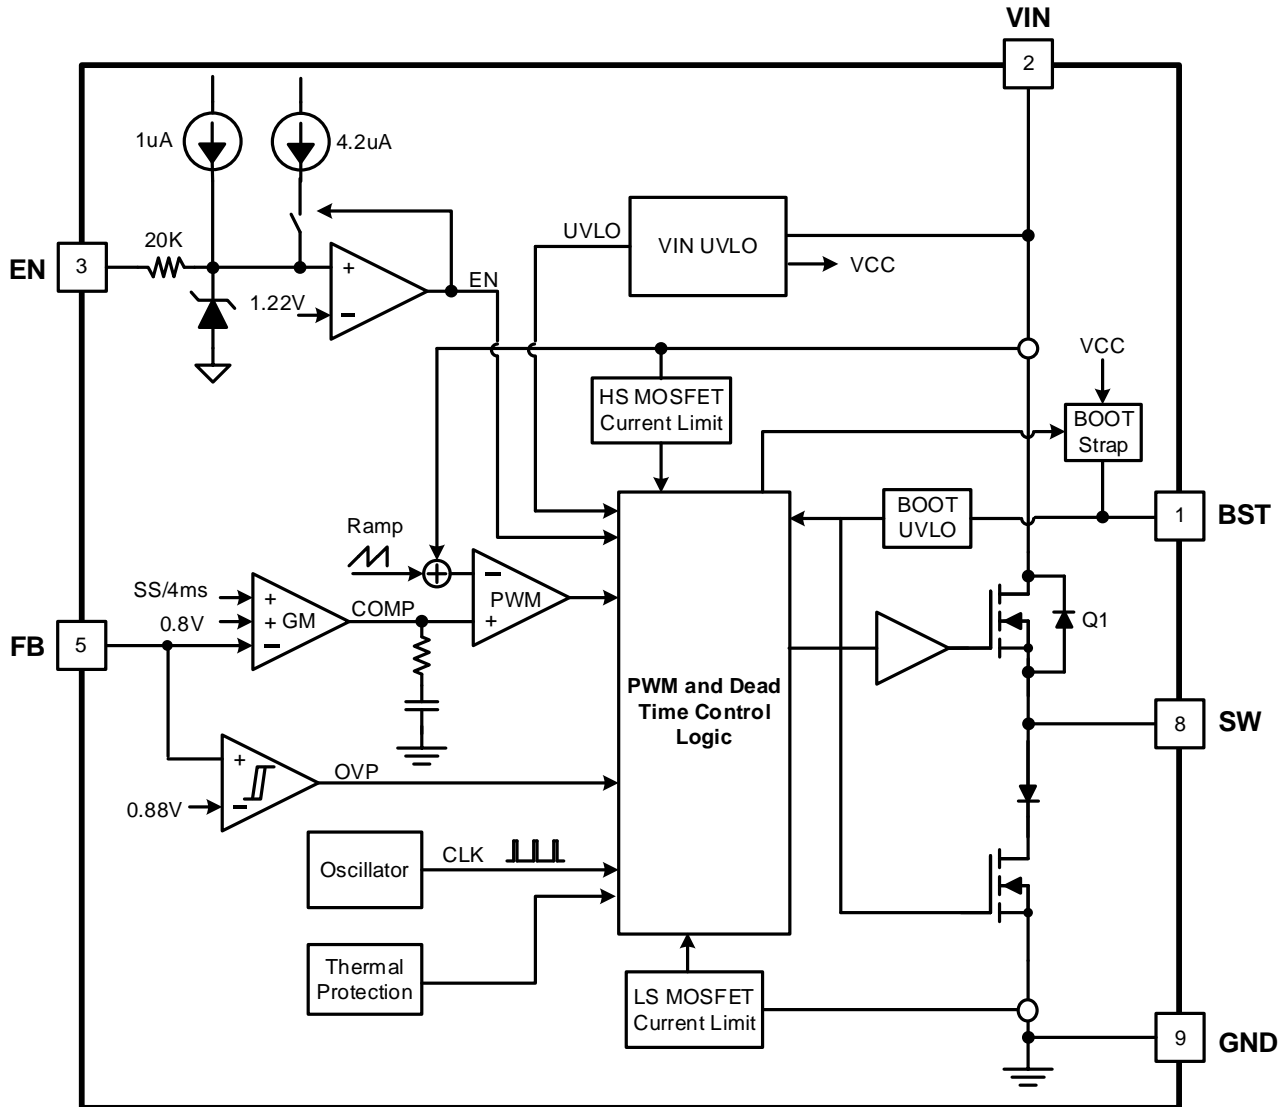 VIN
2
1uA
4.2uA
20K
EN
3
+
−
1.22V
EN
UVLO
VIN UVLO
VCC
HS MOSFET
Current Limit
VCC
BOOT
Strap
BOOT
UVLO
1
BST
Ramp
+
−
PWM
+
SS/4ms
0.8V
+
+
−
GM
COMP
FB
5
Q1
PWM and Dead
Time Control
Logic
8
SW
+
−
0.88V
OVP
Oscillator
CLK
Thermal
Protection
LS MOSFET
Current Limit
9
GND